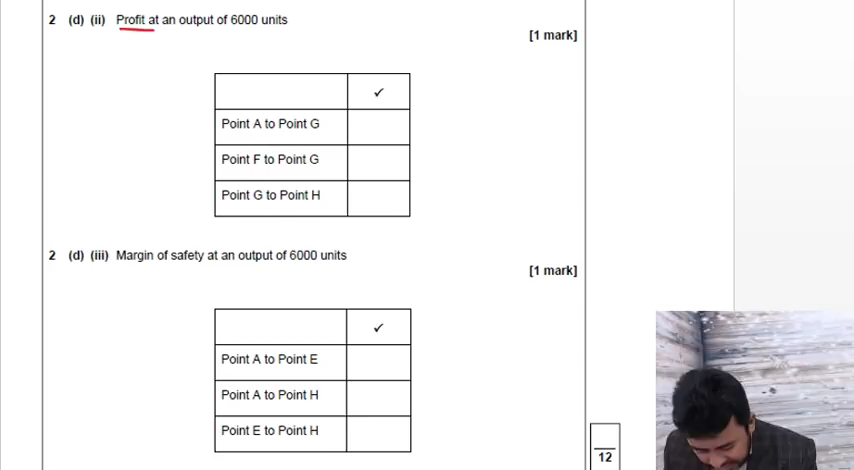 2 (d) (ii) Profit at an output of 6000 units
[1 mark]
✓
Point A to Point G
Point F to Point G
Point G to Point H
2 (d) (iii) Margin of safety at an output of 6000 units
[1 mark]
✓
Point A to Point E
Point A to Point H
Point E to Point H
12